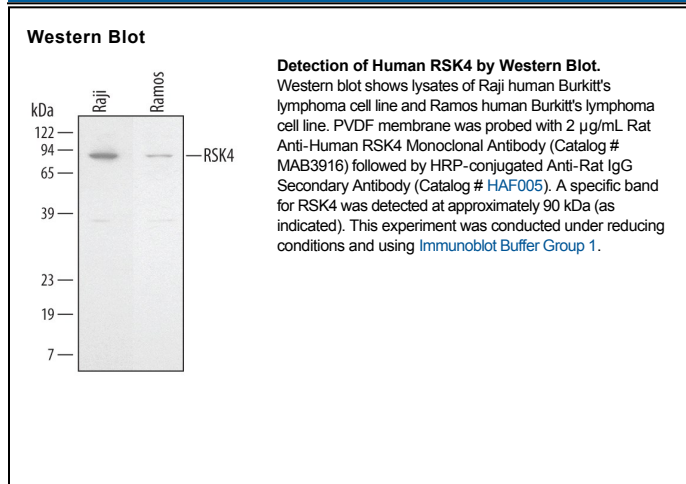 Western Blot
kDa
Raji
Ramos
122
94
65
39
23
19
7
RSK4
Detection of Human RSK4 by Western Blot.
Western blot shows lysates of Raji human Burkitt's
lymphoma cell line and Ramos human Burkitt's lymphoma
cell line. PVDF membrane was probed with 2 µg/mL Rat
Anti-Human RSK4 Monoclonal Antibody (Catalog #
MAB3916) followed by HRP-conjugated Anti-Rat IgG
Secondary Antibody (Catalog # HAF005). A specific band
for RSK4 was detected at approximately 90 kDa (as
indicated). This experiment was conducted under reducing
conditions and using Immunoblot Buffer Group 1.